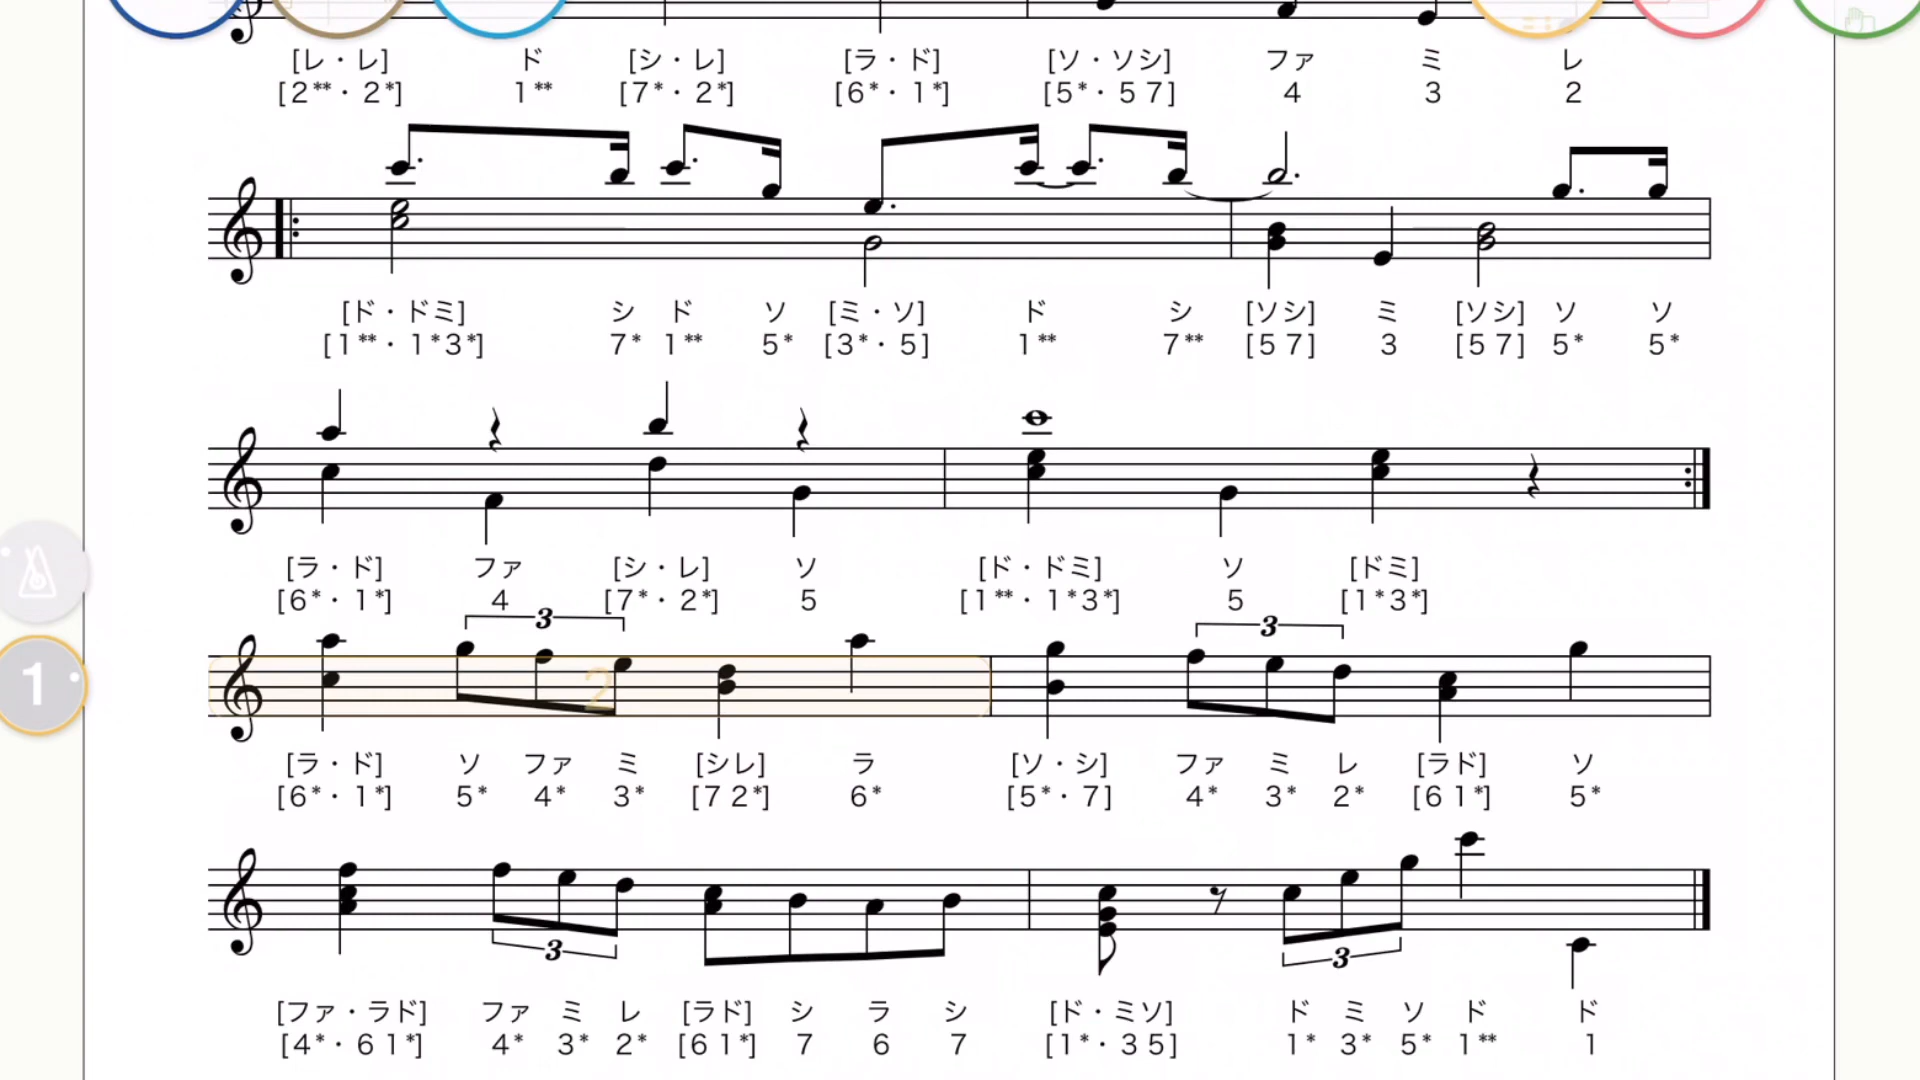 [レ・レ] ド [シ・レ] [ラ・ド] [ソ・ソシ] ファ ミ レ
[2**・2*] 1** [7*・2*] [6*・1*] [5*・5 7] 4 3 2
[ド・ドミ] シ ド ソ [ミ・ソ] ド シ [ソシ] ミ [ソシ] ソ ソ
[1**・1*3*] 7* 1** 5* [3*・5] 1** 7** [5 7] 3 [5 7] 5* 5*
[ラ・ド] ファ [シ・レ] ソ [ド・ドミ] ソ [ドミ]
[6*・1*] 4 [7*・2*] 5 [1**・1*3*] 5 [1*3*]
3 3
2
1
[ラ・ド] ソ ファ ミ [シレ] ラ [ソ・シ] ファ ミ レ [ラド] ソ
[6*・1*] 5* 4* 3* [7 2*] 6* [5*・7] 4* 3* 2* [6 1*] 5*
3 3
[ファ・ラド] ファ ミ レ [ラド] シ ラ シ [ド・ミソ] ド ミ ソ ド ド
[4*・6 1*] 4* 3* 2* [6 1*] 7 6 7 [1*・3 5] 1* 3* 5* 1** 1